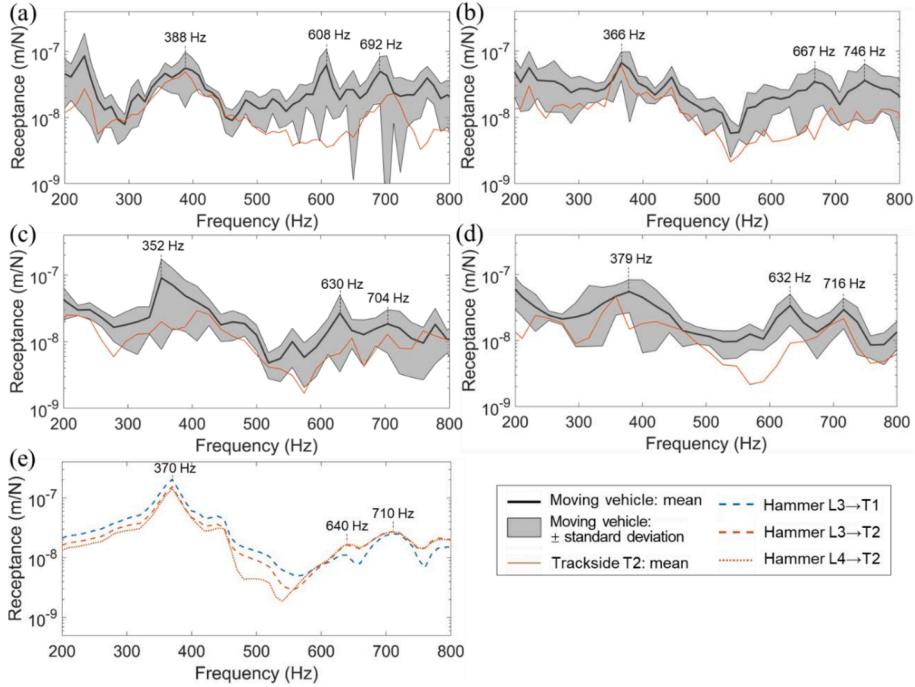 (a)
388 Hz
608 Hz
692 Hz
10-7
10-8
10-9
Receptance (m/N)
200 300 400 500 600 700 800
Frequency (Hz)
(b)
366 Hz
667 Hz
746 Hz
10-7
10-8
10-9
Receptance (m/N)
200 300 400 500 600 700 800
Frequency (Hz)
(c)
352 Hz
630 Hz
704 Hz
10-7
10-8
10-9
Receptance (m/N)
200 300 400 500 600 700 800
Frequency (Hz)
(d)
379 Hz
632 Hz
716 Hz
10-7
10-8
10-9
Receptance (m/N)
200 300 400 500 600 700 800
Frequency (Hz)
(e)
370 Hz
640 Hz
710 Hz
10-7
10-8
10-9
Receptance (m/N)
200 300 400 500 600 700 800
Frequency (Hz)
Moving vehicle: mean
Moving vehicle:
± standard deviation
Trackside T2: mean
Hammer L3→T1
Hammer L3→T2
Hammer L4→T2